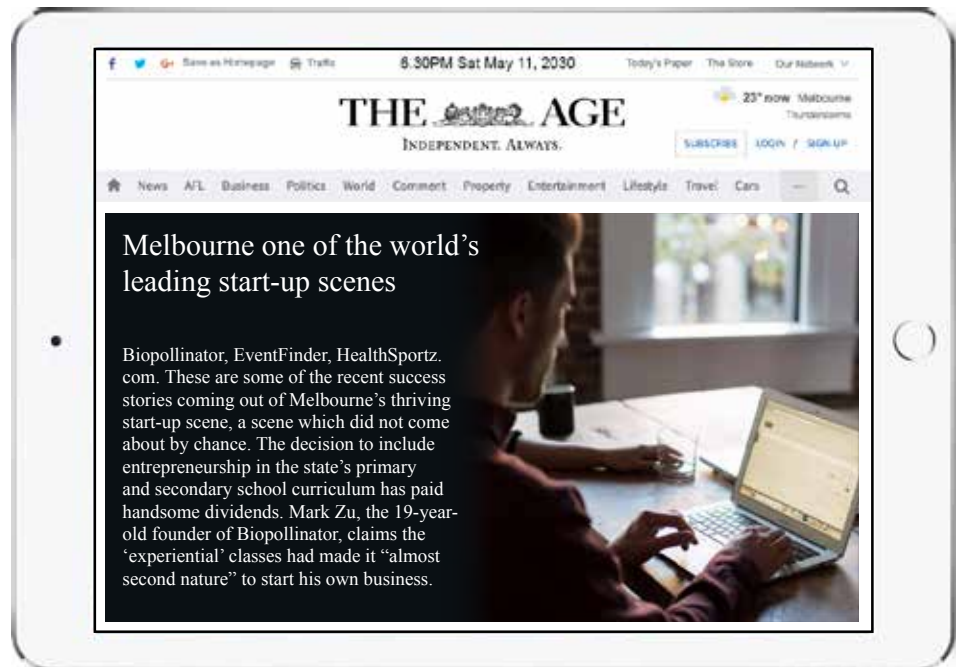 Save as Homepage Traffic 6.30PM Sat May 11, 2030 Today's Paper The Store Our Network
THE AGE
INDEPENDENT. ALWAYS.
23° now Melbourne
Thunderstorms
SUBSCRIBE LOGIN / SIGN UP
News AFL Business Politics World Comment Property Entertainment Lifestyle Travel Cars
Melbourne one of the world's
leading start-up scenes
Biopollinator, EventFinder, HealthSportz.
com. These are some of the recent success
stories coming out of Melbourne's thriving
start-up scene, a scene which did not come
about by chance. The decision to include
entrepreneurship in the state's primary
and secondary school curriculum has paid
handsome dividends. Mark Zu, the 19-year-
old founder of Biopollinator, claims the
'experiential' classes had made it “almost
second nature” to start his own business.